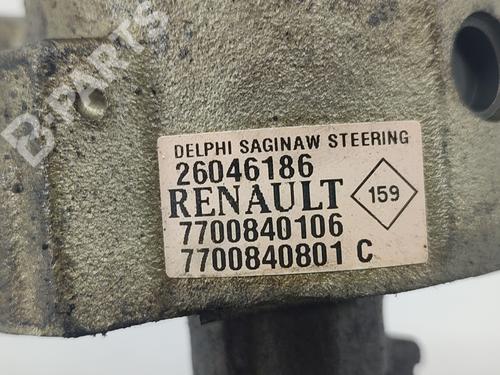 B-PARTS
DELPHI SAGINAW STEERING
26046186
RENAULT
159
7700840106
7700840801 C